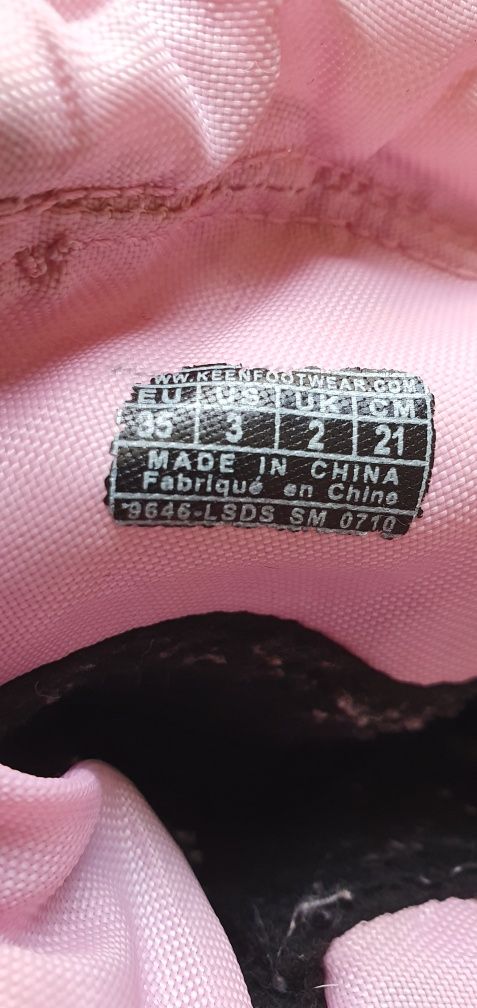 WWW.KEENFOOTWEAR.COM
EU US UK CM
35 3 2 21
MADE IN CHINA
Fabriqué en Chine
9646-LSDS SM 0710